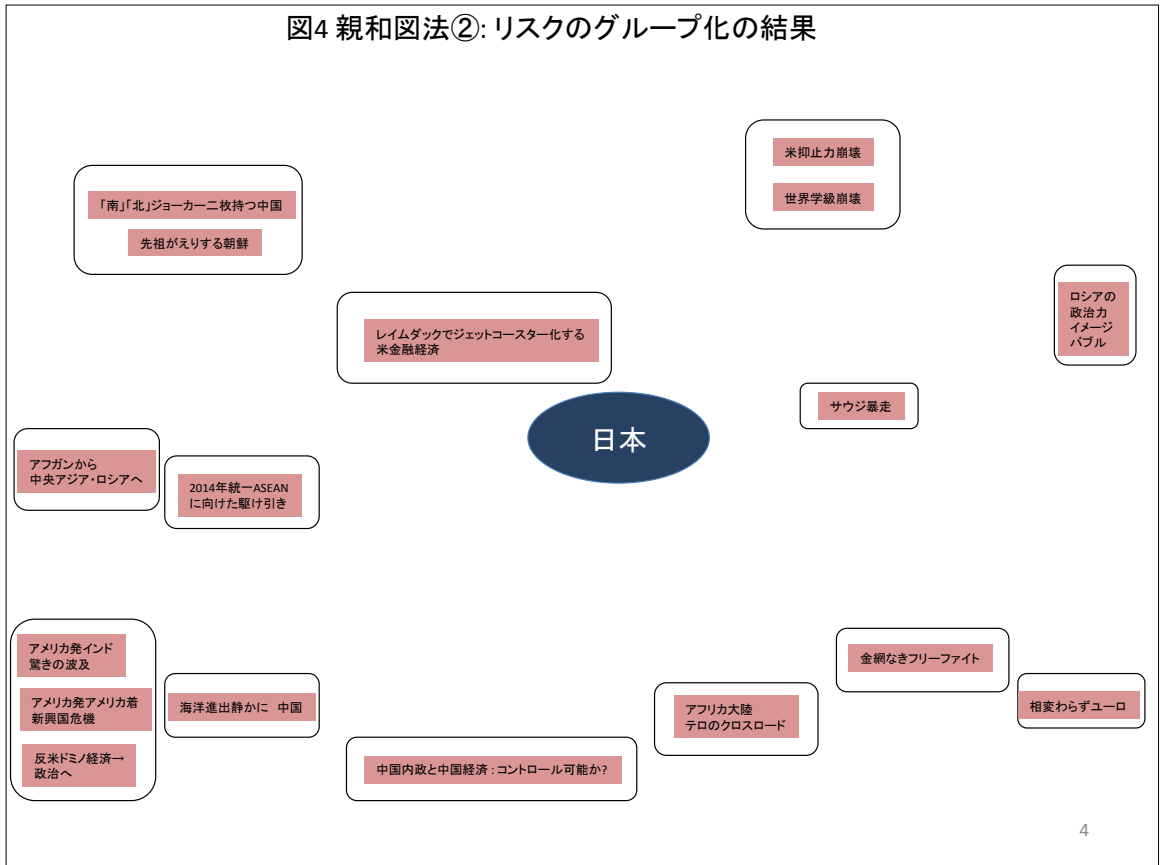 図4 親和図法②: リスクのグループ化の結果
米抑止力崩壊
世界学級崩壊
「南」「北」ジョーカー二枚持つ中国
先祖がえりする朝鮮
ロシアの
政治力
イメージ
バブル
レイムダックでジェットコースター化する
米金融経済
サウジ暴走
日本
アフガンから
中央アジア・ロシアへ
2014年統一ASEAN
に向けた駆け引き
アメリカ発インド
驚きの波及
アメリカ発アメリカ着
新興国危機
反米ドミノ経済→
政治へ
海洋進出静かに 中国
中国内政と中国経済：コントロール可能か?
アフリカ大陸
テロのクロスロード
金網なきフリーファイト
相変わらずユーロ
4